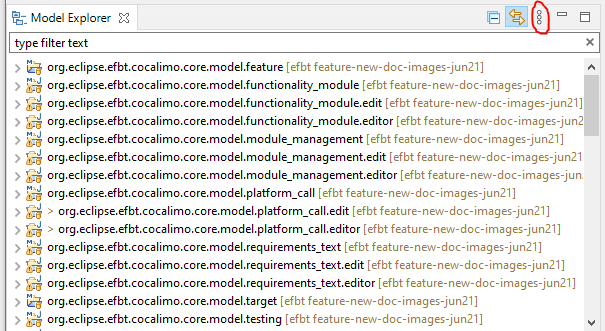 Model Explorer
type filter text
org.eclipse.efbt.cocalimo.core.model.feature [efbt feature-new-doc-images-jun21]
org.eclipse.efbt.cocalimo.core.model.functionality_module [efbt feature-new-doc-images-jun21]
org.eclipse.efbt.cocalimo.core.model.functionality_module.edit [efbt feature-new-doc-images-jun21]
org.eclipse.efbt.cocalimo.core.model.functionality_module.editor [efbt feature-new-doc-images-jun21]
org.eclipse.efbt.cocalimo.core.model.module_management [efbt feature-new-doc-images-jun21]
org.eclipse.efbt.cocalimo.core.model.module_management.edit [efbt feature-new-doc-images-jun21]
org.eclipse.efbt.cocalimo.core.model.module_management.editor [efbt feature-new-doc-images-jun21]
org.eclipse.efbt.cocalimo.core.model.platform_call [efbt feature-new-doc-images-jun21]
> org.eclipse.efbt.cocalimo.core.model.platform_call.edit [efbt feature-new-doc-images-jun21]
> org.eclipse.efbt.cocalimo.core.model.platform_call.editor [efbt feature-new-doc-images-jun21]
org.eclipse.efbt.cocalimo.core.model.requirements_text [efbt feature-new-doc-images-jun21]
org.eclipse.efbt.cocalimo.core.model.requirements_text.edit [efbt feature-new-doc-images-jun21]
org.eclipse.efbt.cocalimo.core.model.requirements_text.editor [efbt feature-new-doc-images-jun21]
org.eclipse.efbt.cocalimo.core.model.target [efbt feature-new-doc-images-jun21]
org.eclipse.efbt.cocalimo.core.model.testing [efbt feature-new-doc-images-jun21]